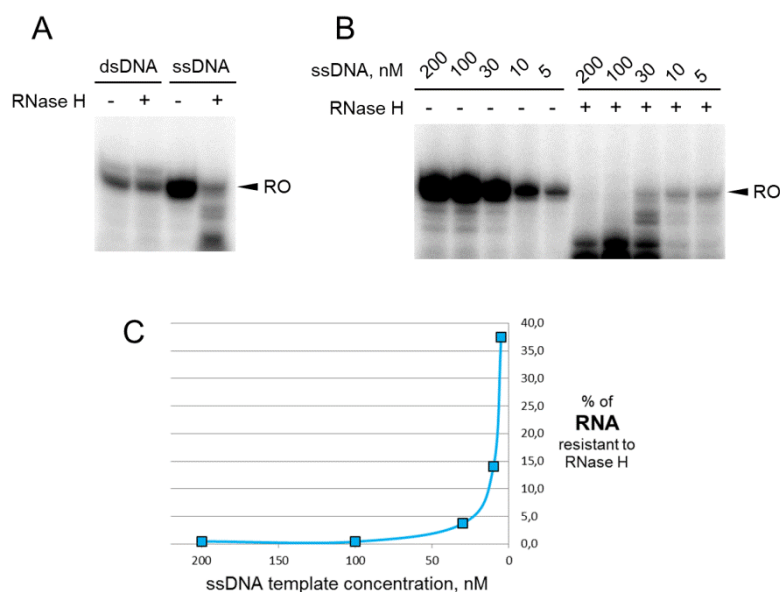 A
dsDNA ssDNA
RNase H - + - +
RO
B
ssDNA, nM 200 100 30 10 5 200 100 30 10 5
RNase H - - - - - + + + + +
RO
C
40,0
35,0
30,0
25,0
20,0
15,0
10,0
5,0
0,0
% of
RNA
resistant to
RNase H
200 150 100 50 0
ssDNA template concentration, nM